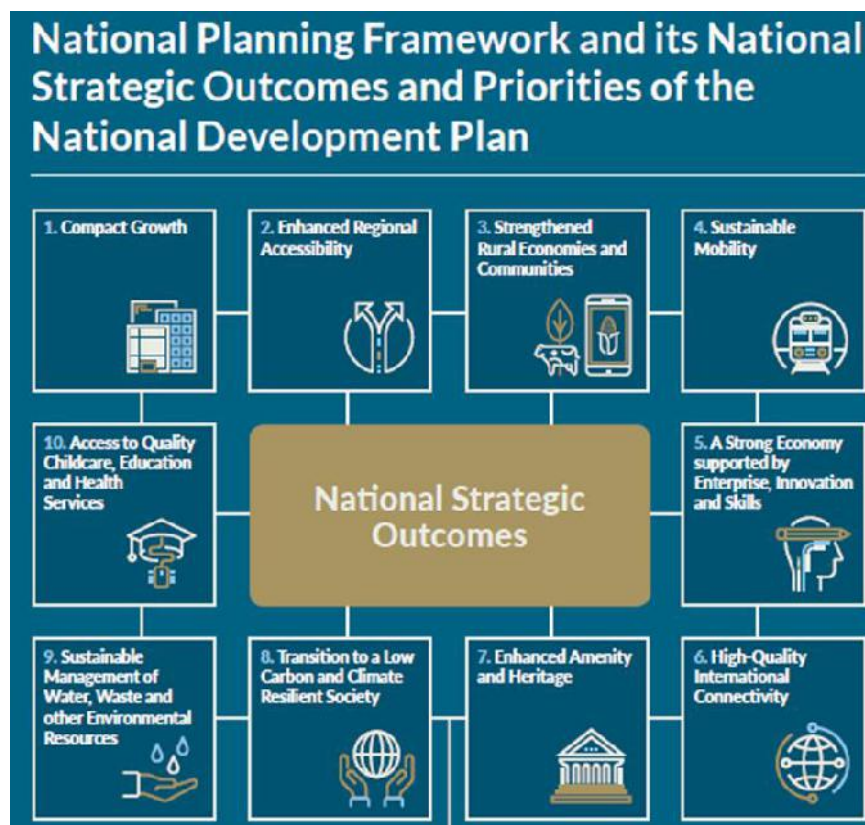 National Planning Framework and its National
Strategic Outcomes and Priorities of the
National Development Plan
1. Compact Growth
2. Enhanced Regional
Accessibility
3. Strengthened
Rural Economies and
Communities
4. Sustainable
Mobility
10. Access to Quality
Childcare, Education
and Health
Services
National Strategic
Outcomes
5. A Strong Economy
supported by
Enterprise, Innovation
and Skills
9. Sustainable
Management of
Water, Waste and
other Environmental
Resources
8. Transition to a Low
Carbon and Climate
Resilient Society
7. Enhanced Amenity
and Heritage
6. High-Quality
International
Connectivity